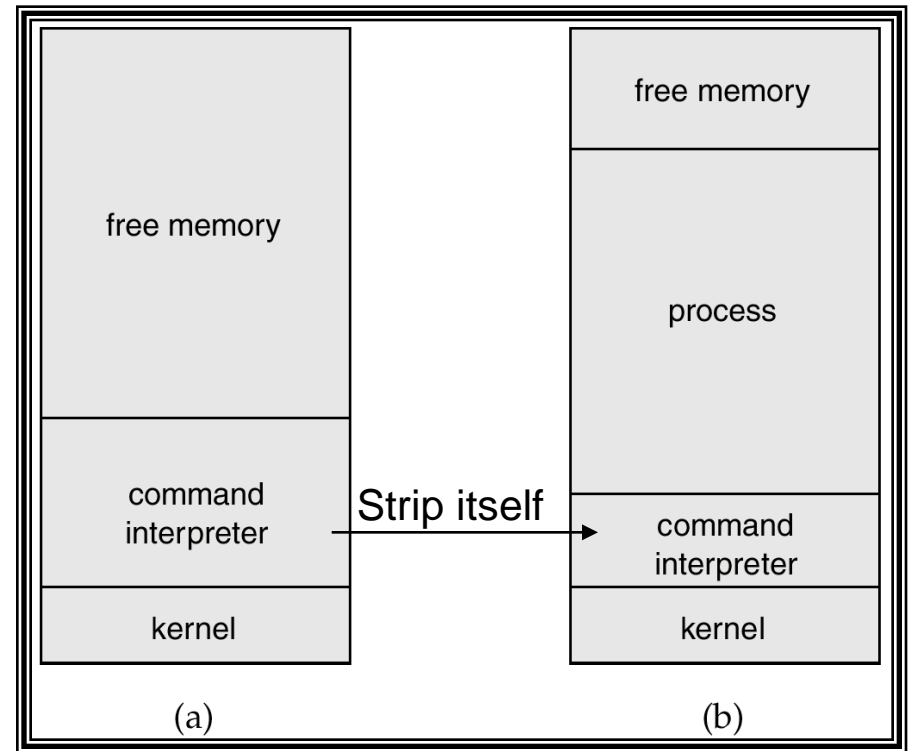 free memory
command
interpreter
kernel
(a)
Strip itself
free memory
process
command
interpreter
kernel
(b)